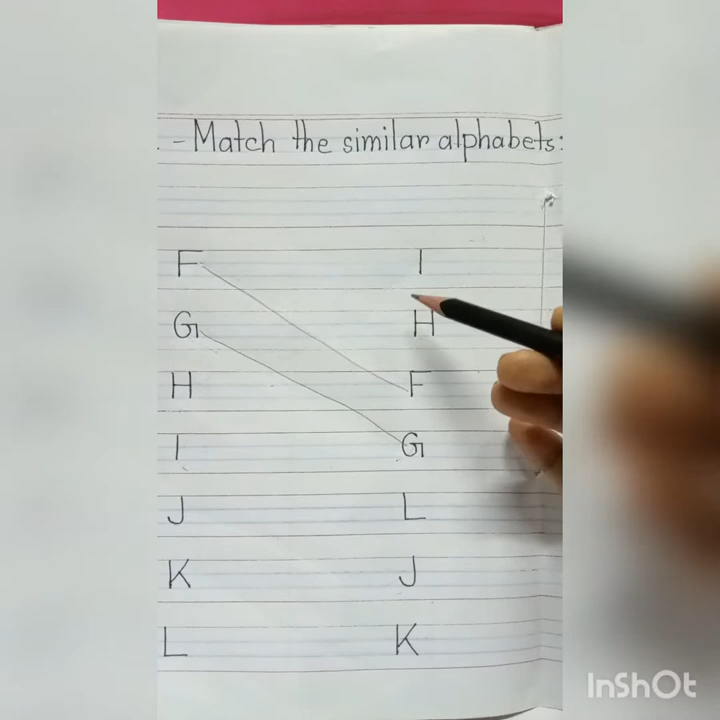 . - Match the similar alphabets:
F I
G H
H F
I G
J L
K J
L K
InShOt